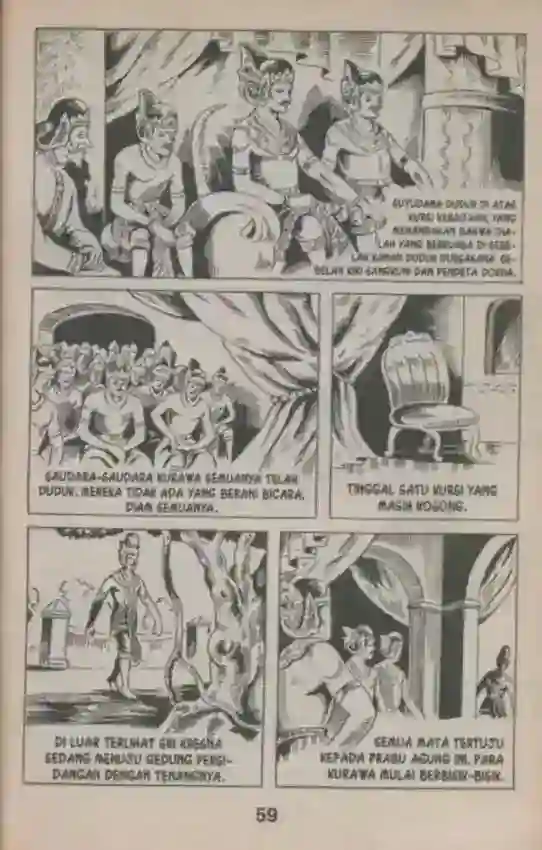 SUYUDANA DUDUK DI ATAS
KURSI KEBESARAN, YANG
MENANDAKAN BAHWA DIA-
LAH YANG BERKUASA. DI SEBE-
LAH KANAN DUDUK DURSASANA. SE-
BELAH KIRI SANGKUNI DAN PENDETA DORNA.
SAUDARA-SAUDARA KURAWA SEMUANYA TELAH
DUDUK. MEREKA TIDAK ADA YANG BERANI BICARA.
DIAM SEMUANYA.
TINGGAL SATU KURSI YANG
MASIH KOSONG.
DI LUAR TERLIHAT SRI KRESNA
SEDANG MENUJU GEDUNG PERSI-
DANGAN DENGAN TENANGNYA.
SEMUA MATA TERTUJU
KEPADA PRABU AGUNG INI. PARA
KURAWA MULAI BERBISIK-BISIK.
59